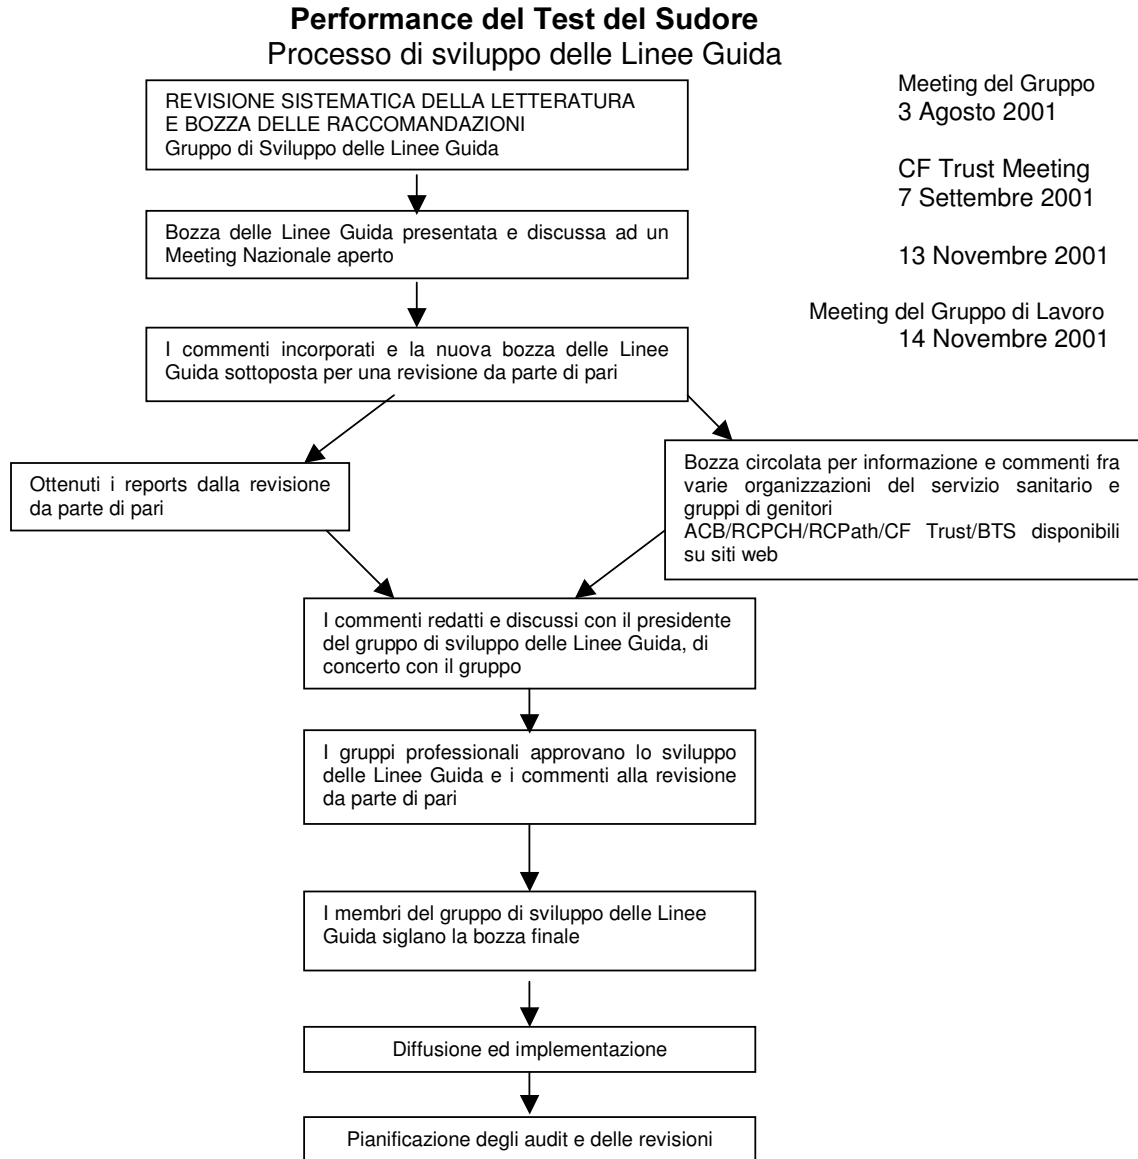 Performance del Test del Sudore
Processo di sviluppo delle Linee Guida
REVISIONE SISTEMATICA DELLA LETTERATURA
E BOZZA DELLE RACCOMANDAZIONI
Gruppo di Sviluppo delle Linee Guida
Meeting del Gruppo
3 Agosto 2001
CF Trust Meeting
7 Settembre 2001
Bozza delle Linee Guida presentata e discussa ad un
Meeting Nazionale aperto
13 Novembre 2001
Meeting del Gruppo di Lavoro
14 Novembre 2001
I commenti incorporati e la nuova bozza delle Linee
Guida sottoposta per una revisione da parte di pari
Ottenuti i reports dalla revisione
da parte di pari
Bozza circolata per informazione e commenti fra
varie organizzazioni del servizio sanitario e
gruppi di genitori
ACB/RCPCH/RCPath/CF Trust/BTS disponibili
su siti web
I commenti redatti e discussi con il presidente
del gruppo di sviluppo delle Linee Guida, di
concerto con il gruppo
I gruppi professionali approvano lo sviluppo
delle Linee Guida e i commenti alla revisione
da parte di pari
I membri del gruppo di sviluppo delle Linee
Guida siglano la bozza finale
Diffusione ed implementazione
Pianificazione degli audit e delle revisioni